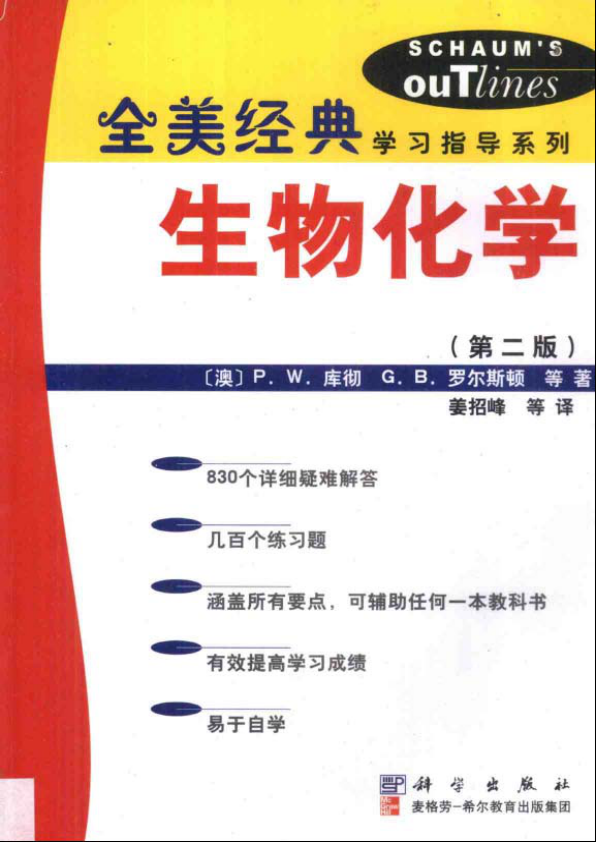 SCHAUM'S
ouTlines
全美经典学习指导系列
生物化学
(第二版)
〔澳〕P. W. 库彻 G. B. 罗尔斯顿 等 著
姜招峰 等 译
830个详细疑难解答
几百个练习题
涵盖所有要点，可辅助任何一本教科书
有效提高学习成绩
易于自学
科学出版社
麦格劳-希尔教育出版集团